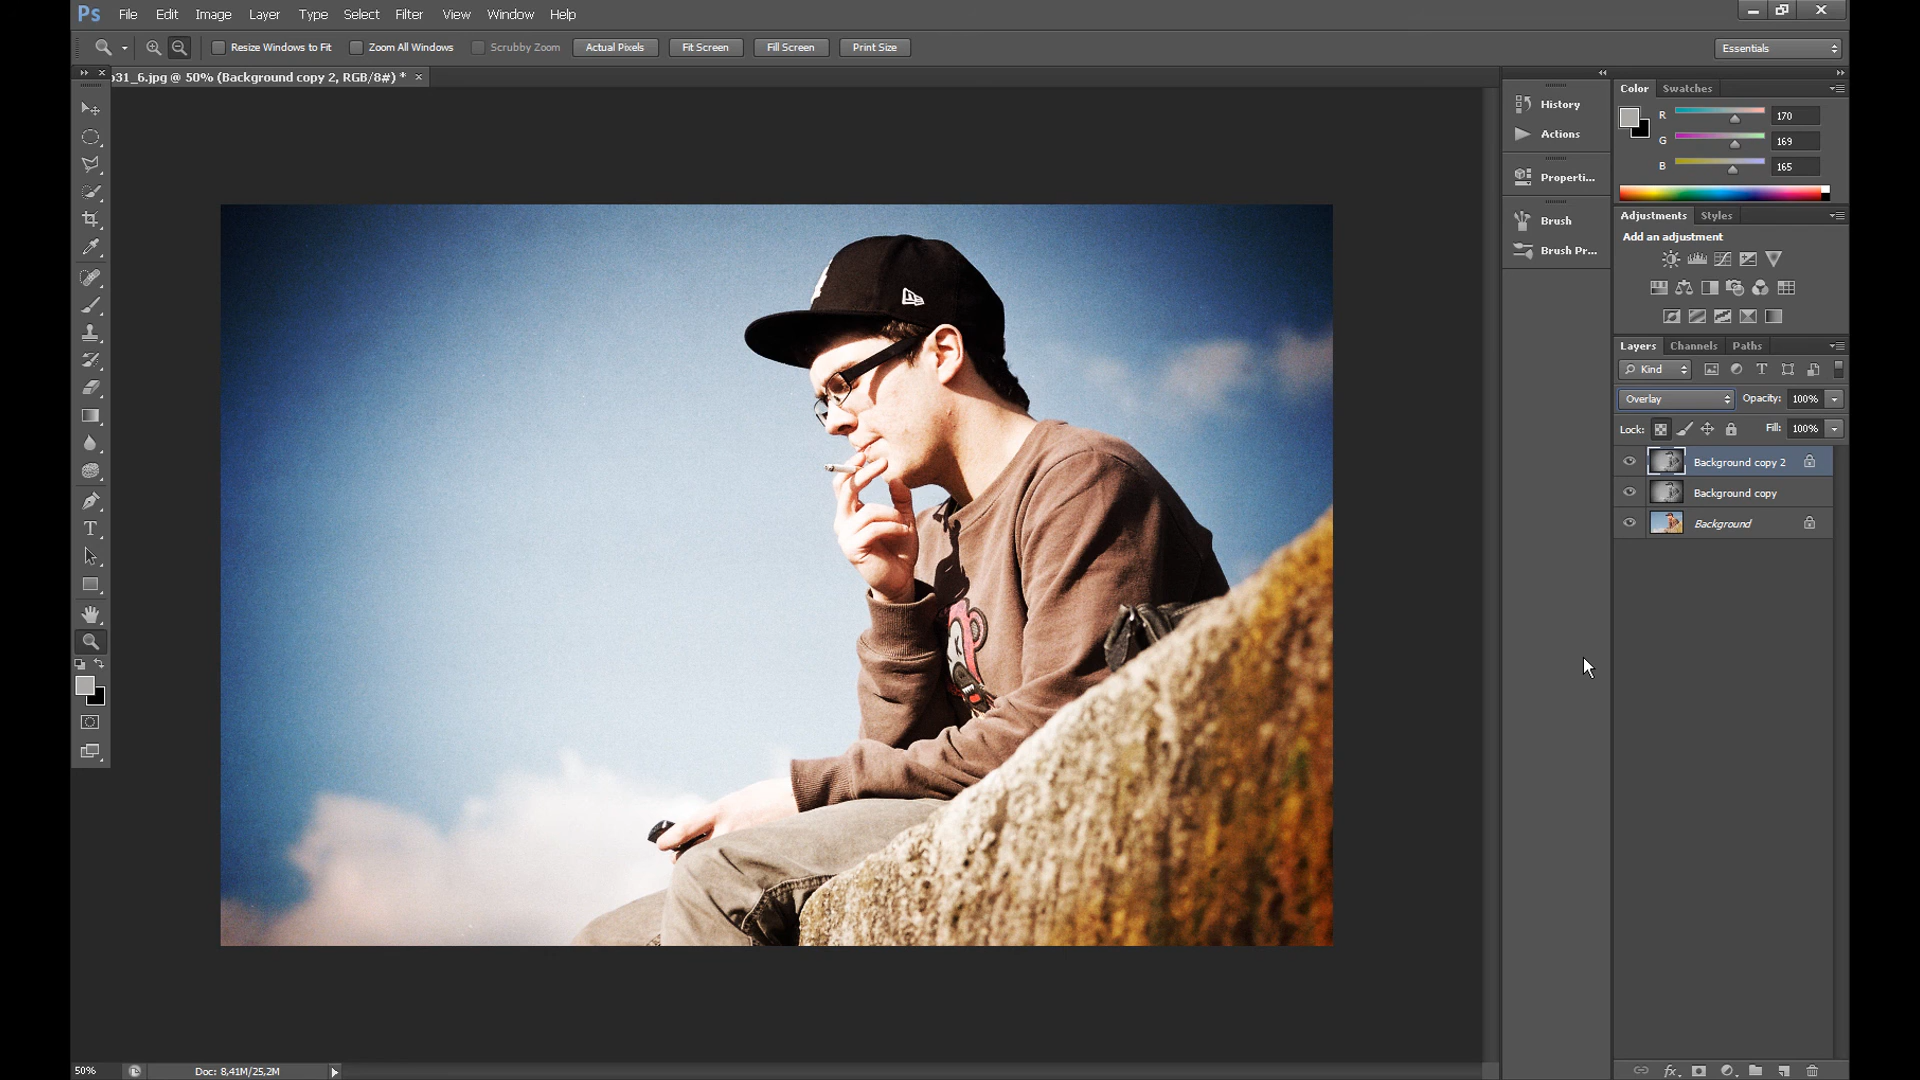 Ps File Edit Image Layer Type Select Filter View Window Help
Resize Windows to Fit Zoom All Windows Scrubby Zoom Actual Pixels Fit Screen Fill Screen Print Size Essentials
31_6.jpg @ 50% (Background copy 2, RGB/8#) * ×
History
Actions
Properti...
Brush
Brush Pr...
Color Swatches
R 170
G 169
B 165
Adjustments Styles
Add an adjustment
Layers Channels Paths
Kind
Overlay Opacity: 100%
Lock: Fill: 100%
Background copy 2
Background copy
Background
50% Doc: 8,41M/25,2M